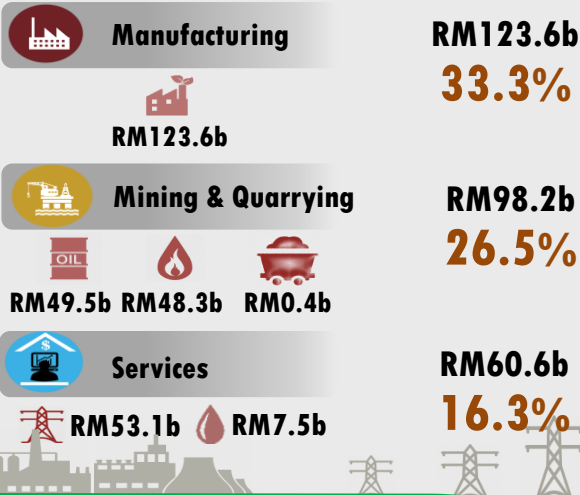 Manufacturing RM123.6b
33.3%
RM123.6b
Mining & Quarrying RM98.2b
26.5%
OIL
RM49.5b RM48.3b RM0.4b
$
Services RM60.6b
16.3%
RM53.1b RM7.5b